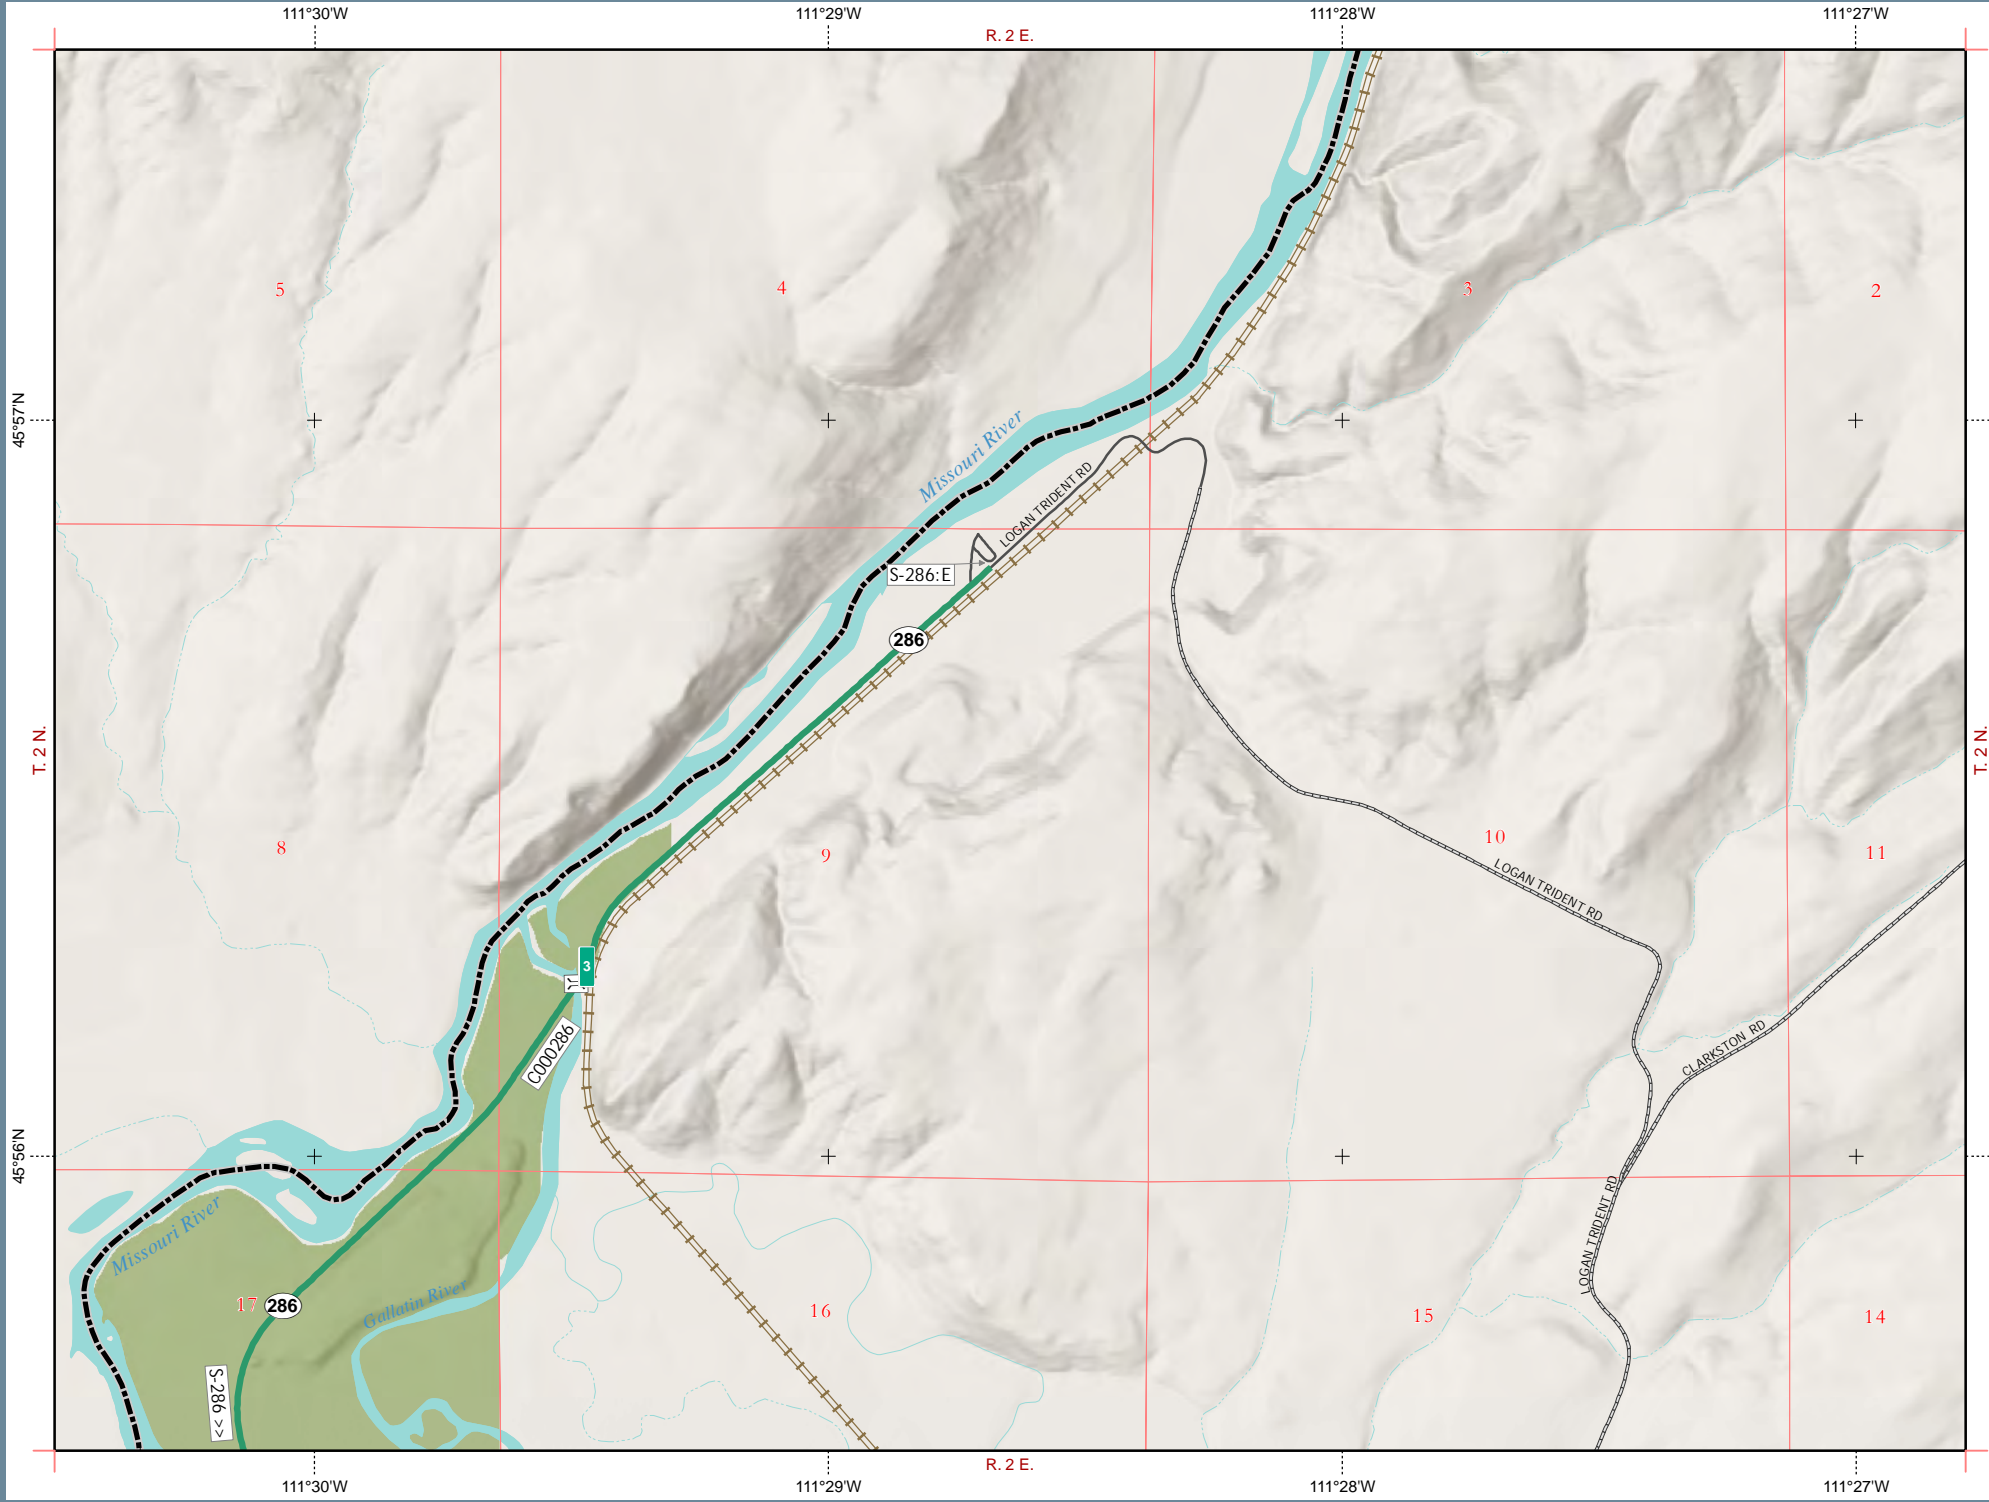 111°30'W
111°29'W
111°28'W
111°27'W
R. 2 E.
5
4
3
2
45°57'N
Missouri River
LOGAN TRIDENT RD
S-286:E
286
T. 2 N.
T. 2 N.
8
9
10
11
LOGAN TRIDENT RD
3
C000286
CLARKSTON RD
45°56'N
Missouri River
LOGAN TRIDENT RD
17
286
Gallatin River
16
15
14
S-286 >>
R. 2 E.
111°30'W
111°29'W
111°28'W
111°27'W